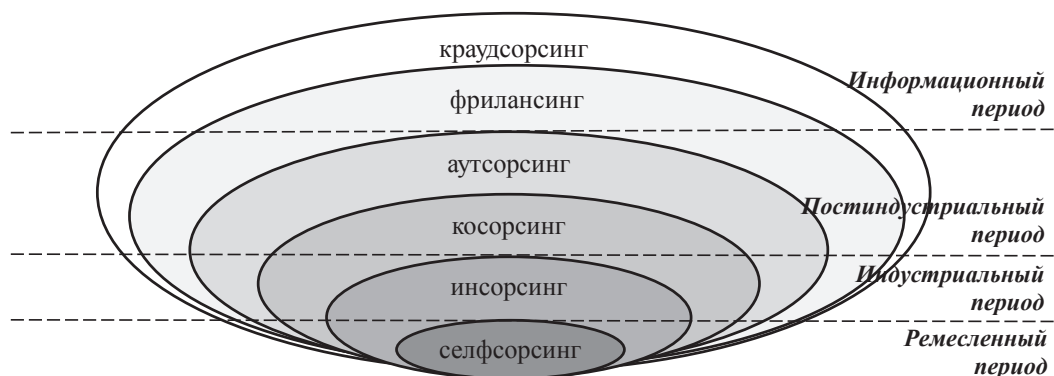 краудсорсинг
Информационный
период
фрилансинг
аутсорсинг
Постиндустриальный
период
косорсинг
Индустриальный
период
инсорсинг
Ремесленный
период
селфсорсинг